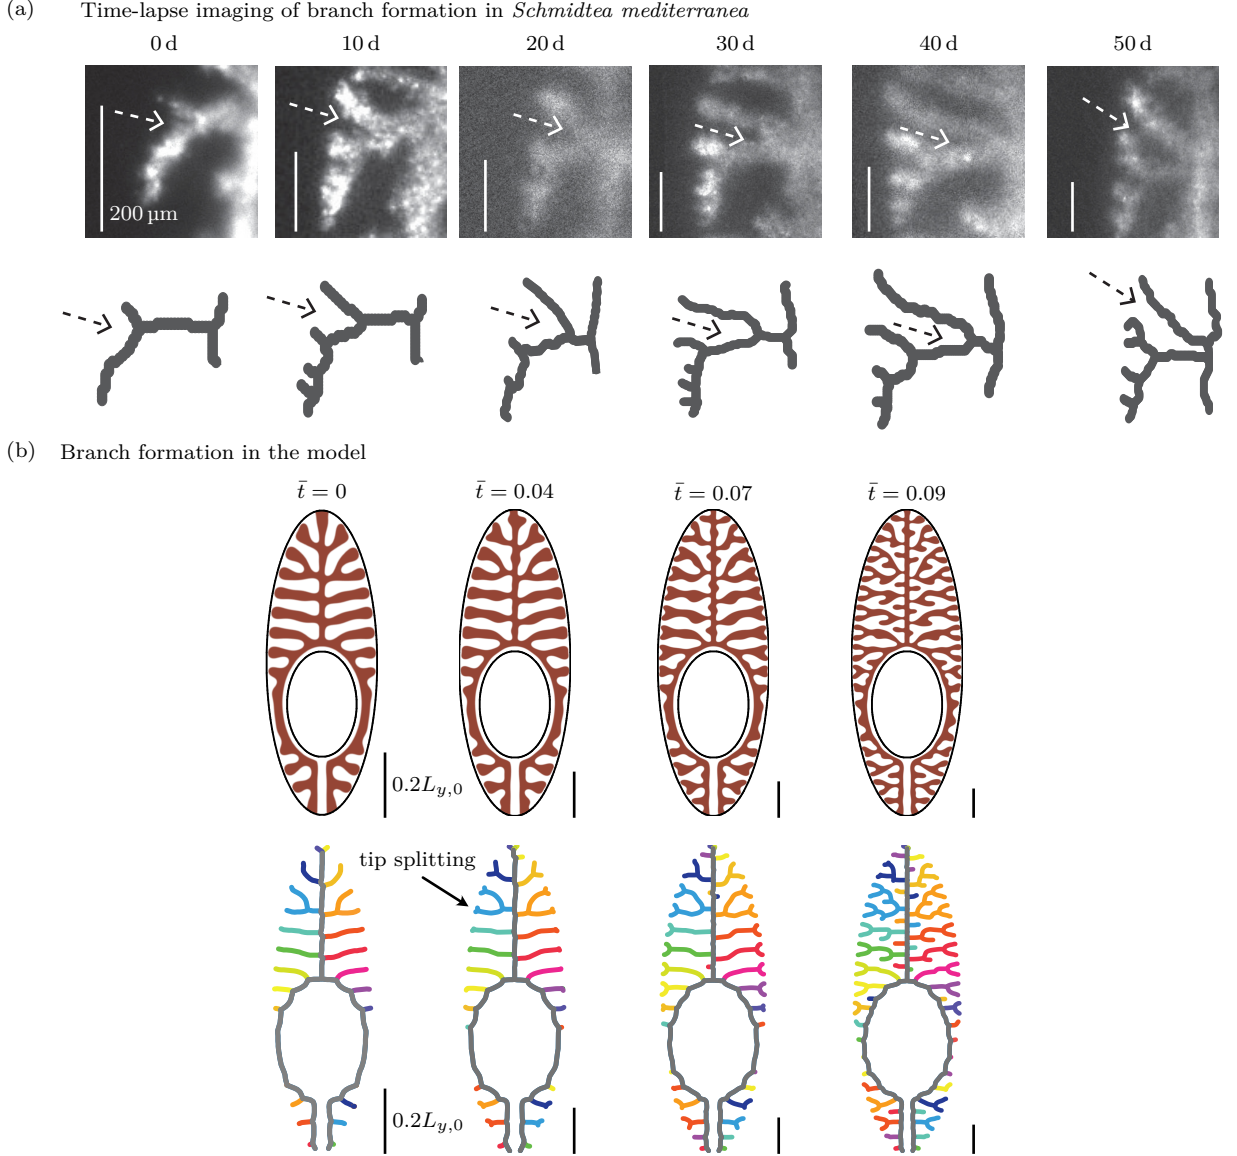 (a) Time-lapse imaging of branch formation in Schmidtea mediterranea
0 d 10 d 20 d 30 d 40 d 50 d
200 µm
(b) Branch formation in the model
t̄ = 0 t̄ = 0.04 t̄ = 0.07 t̄ = 0.09
0.2L_{y,0}
tip splitting
0.2L_{y,0}